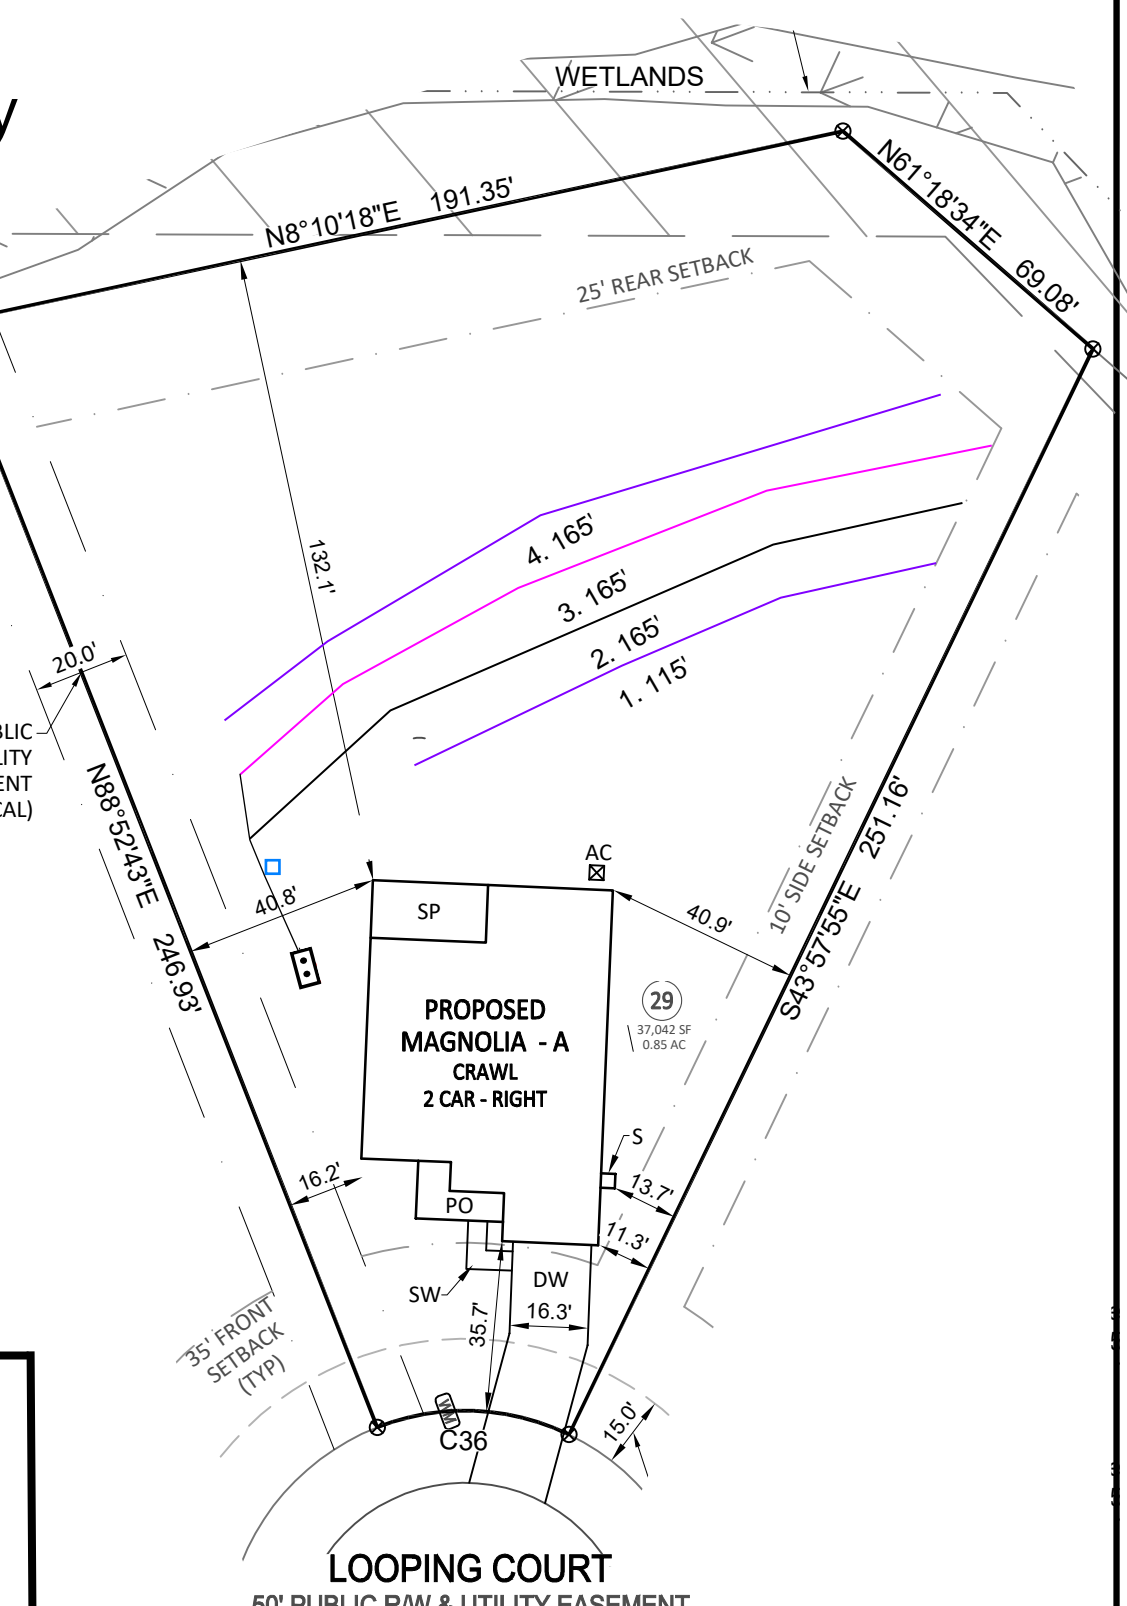 WETLANDS
N61°18'34"E 69.08'
N8°10'18"E 191.35'
25' REAR SETBACK
132.1'
4. 165'
3. 165'
2. 165'
1. 115'
20.0'
N88°52'43"E 246.93'
10' SIDE SETBACK
S43°57'55"E 251.16'
AC
40.8'
SP
40.9'
PROPOSED
MAGNOLIA - A
CRAWL
2 CAR - RIGHT
29
37,042 SF
0.85 AC
S
16.2'
13.7'
PO
11.3'
SW
DW
16.3'
35.7'
35' FRONT
SETBACK
(TYP)
WM
C36
15.0'
LOOPING COURT
50' PUBLIC R/W & UTILITY EASEMENT